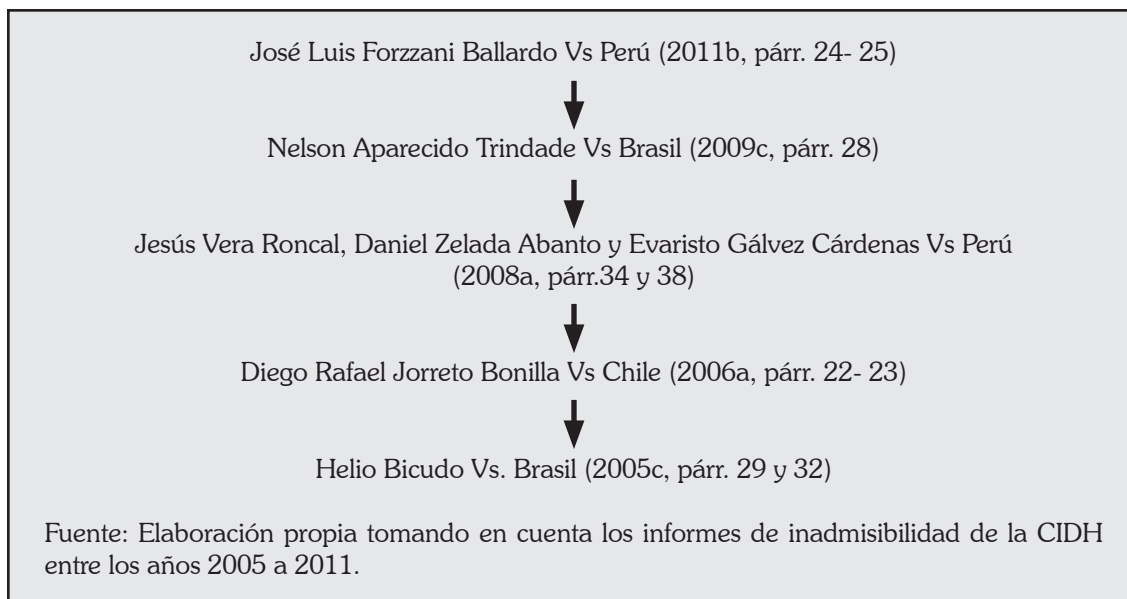 José Luis Forzzani Ballardo Vs Perú (2011b, párr. 24- 25)
Nelson Aparecido Trindade Vs Brasil (2009c, párr. 28)
Jesús Vera Roncal, Daniel Zelada Abanto y Evaristo Gálvez Cárdenas Vs Perú
(2008a, párr.34 y 38)
Diego Rafael Jorreto Bonilla Vs Chile (2006a, párr. 22- 23)
Helio Bicudo Vs. Brasil (2005c, párr. 29 y 32)
Fuente: Elaboración propia tomando en cuenta los informes de inadmisibilidad de la CIDH
entre los años 2005 a 2011.